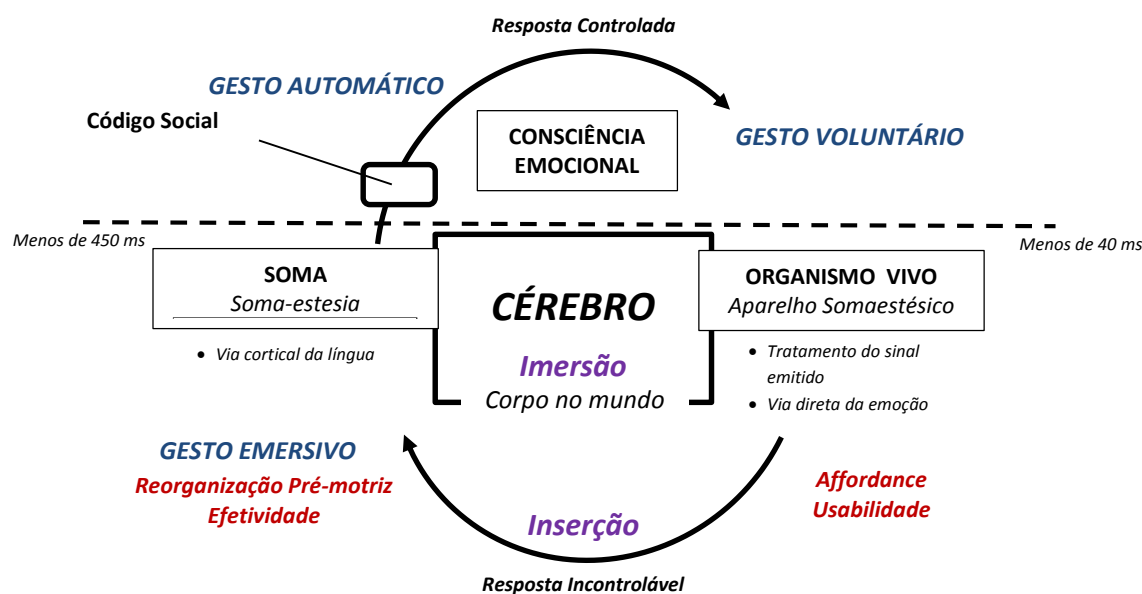 Resposta Controlada
GESTO AUTOMÁTICO
Código Social
CONSCIÊNCIA
EMOCIONAL
GESTO VOLUNTÁRIO
Menos de 450 ms
Menos de 40 ms
SOMA
Soma-estesia
CÉREBRO
Imersão
Corpo no mundo
ORGANISMO VIVO
Aparelho Somaestésico
• Via cortical da língua
• Tratamento do sinal
emitido
• Via direta da emoção
GESTO EMERSIVO
Reorganização Pré-motriz
Efetividade
Affordance
Usabilidade
Inserção
Resposta Incontrolável